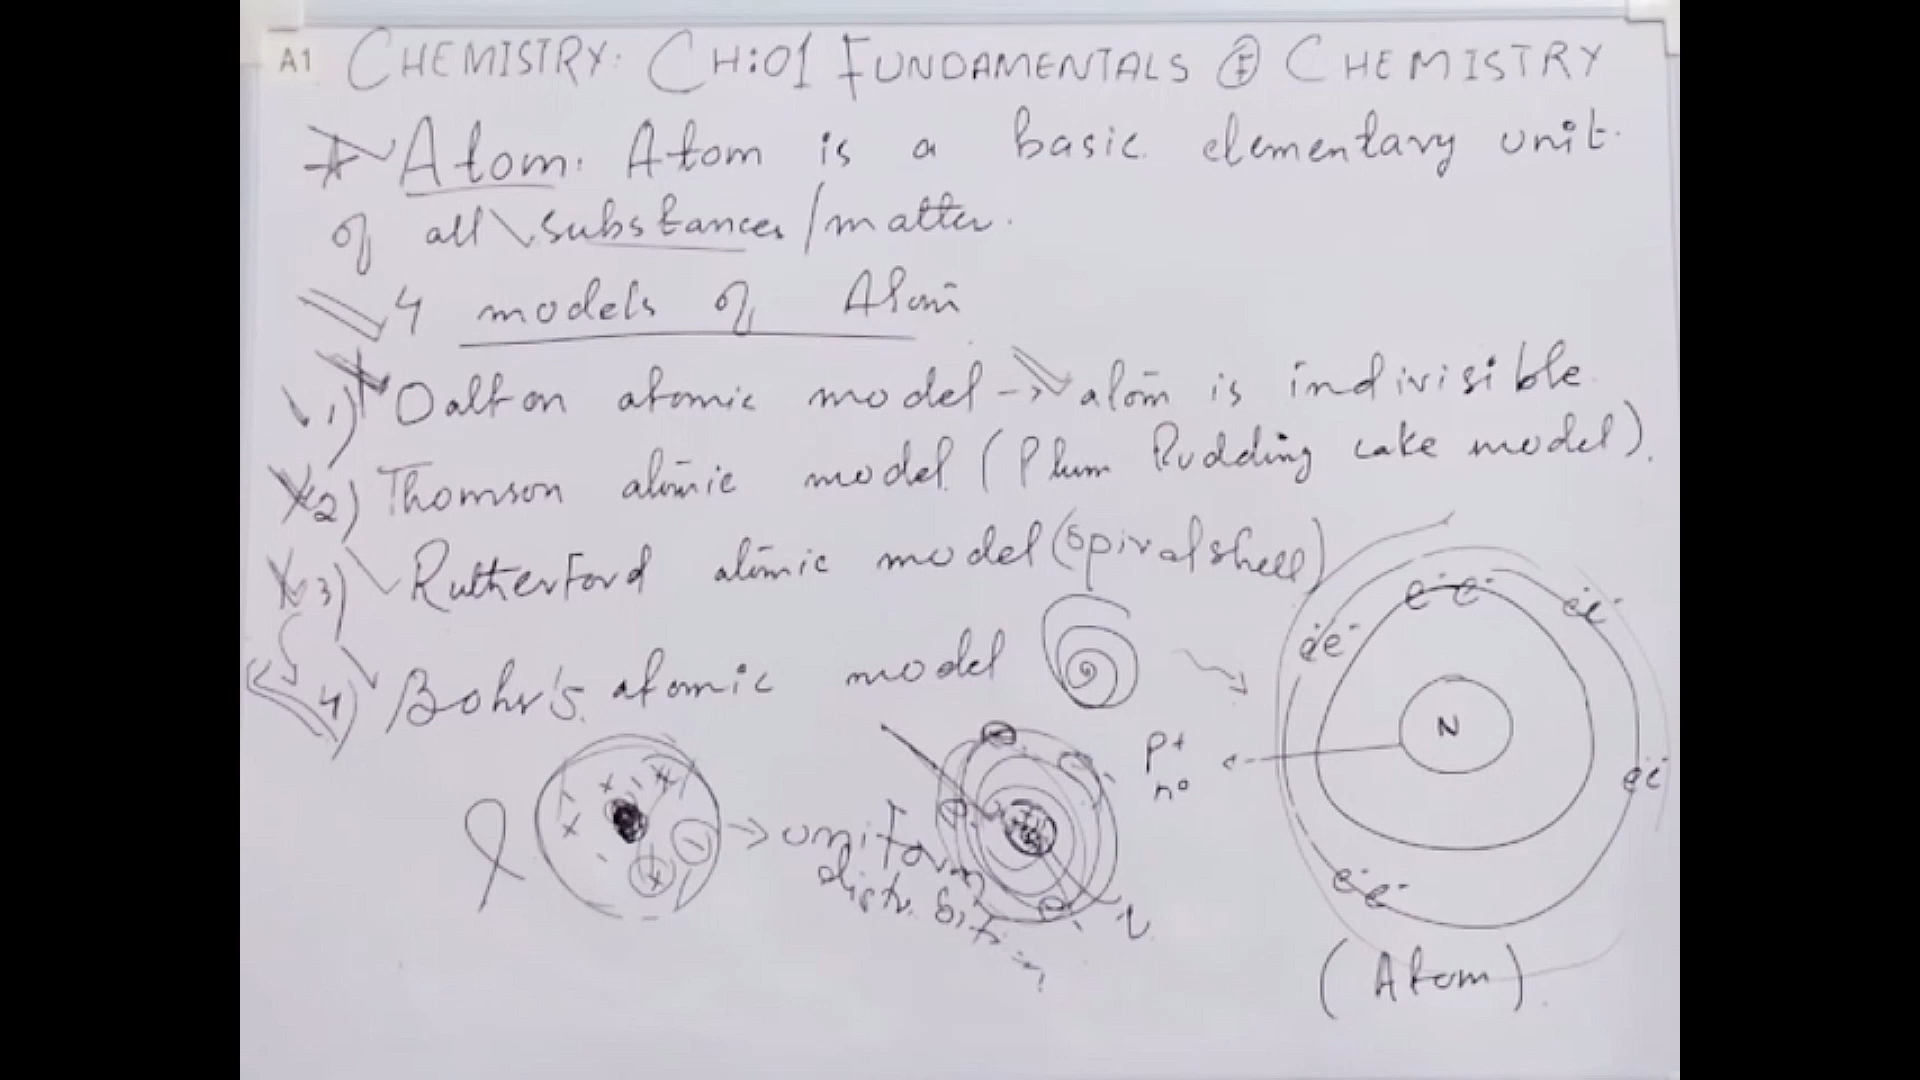 A1 CHEMISTRY: CH:01 FUNDAMENTALS OF CHEMISTRY
Atom: Atom is a basic elementary unit
of all substances/matter.
4 models of Atom
1) Dalton atomic model → atom is indivisible
2) Thomson atomic model (Plum Pudding cake model).
3) Rutherford atomic model (spiral shell)
4) Bohr's atomic model
→ uniform
distribution
e⁻ e⁻
e⁻ e⁻
e⁻ e⁻
N
P+
n°
e⁻ e⁻
e⁻ e⁻
(Atom)